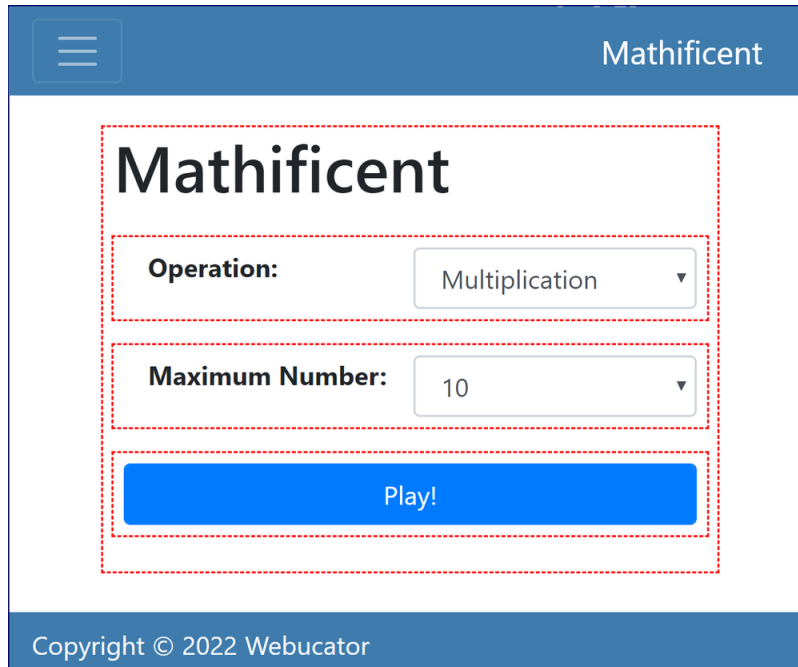 Mathificent
Mathificent
Operation: Multiplication
Maximum Number: 10
Play!
Copyright © 2022 Webucator